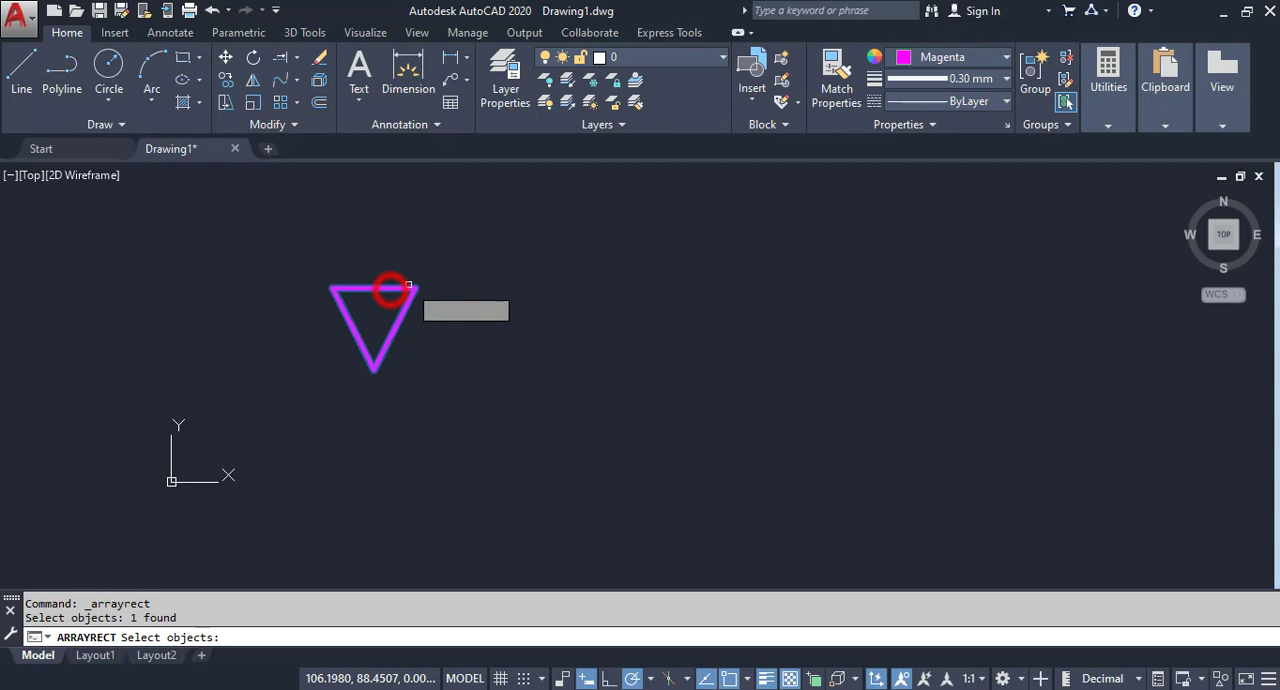 Autodesk AutoCAD 2020 Drawing1.dwg
Type a keyword or phrase
Sign In
Home Insert Annotate Parametric 3D Tools Visualize View Manage Output Collaborate Express Tools
Line Polyline Circle Arc
Draw
Modify
Text Dimension
Annotation
Layer
Properties
0
Layers
Insert
Block
Match
Properties
Magenta
0.30 mm
ByLayer
Properties
Group
Groups
Utilities
Clipboard
View
Start Drawing1*
[−][Top][2D Wireframe]
N
W TOP E
S
WCS
Y
X
Command: _arrayrect
Select objects: 1 found
ARRAYRECT Select objects:
Model Layout1 Layout2
106.1980, 88.4507, 0.00... MODEL 1:1 Decimal